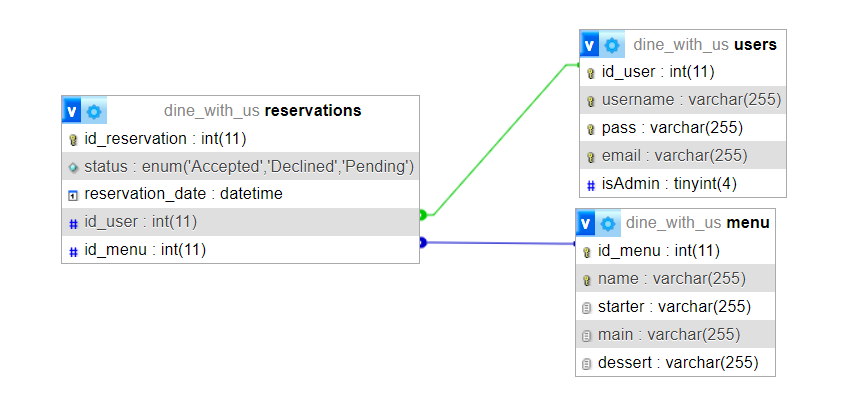 dine_with_us reservations
id_reservation : int(11)
status : enum('Accepted','Declined','Pending')
reservation_date : datetime
id_user : int(11)
id_menu : int(11)
dine_with_us users
id_user : int(11)
username : varchar(255)
pass : varchar(255)
email : varchar(255)
isAdmin : tinyint(4)
dine_with_us menu
id_menu : int(11)
name : varchar(255)
starter : varchar(255)
main : varchar(255)
dessert : varchar(255)